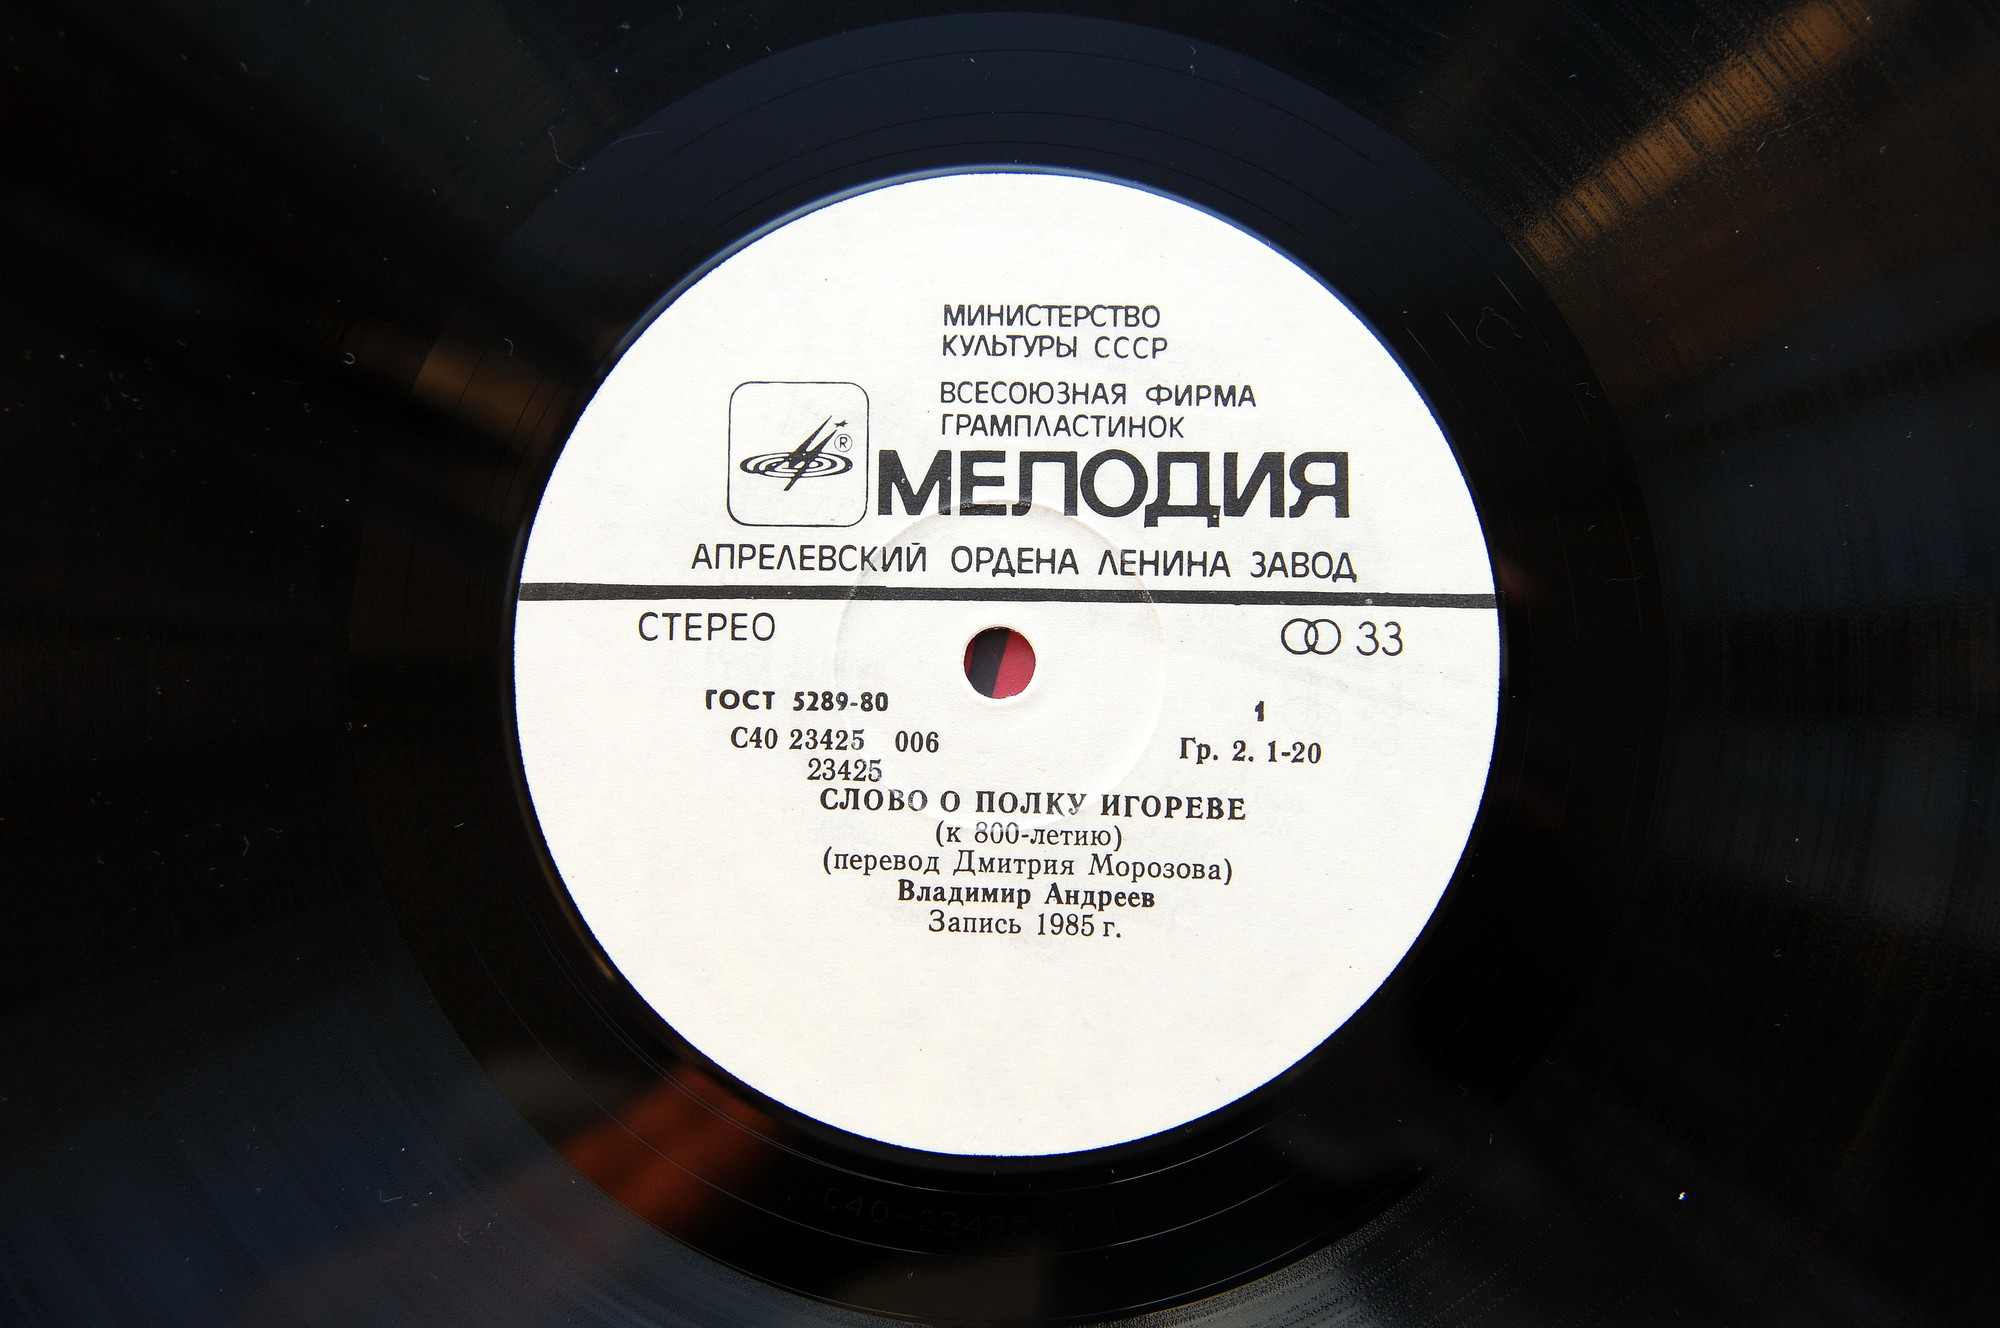 МИНИСТЕРСТВО
КУЛЬТУРЫ СССР
ВСЕСОЮЗНАЯ ФИРМА
ГРАМПЛАСТИНОК
®
МЕЛОДИЯ
АПРЕЛЕВСКИЙ ОРДЕНА ЛЕНИНА ЗАВОД
СТЕРЕО
33
ГОСТ 5289-80
1
С40 23425 006
Гр. 2. 1-20
23425
СЛОВО О ПОЛКУ ИГОРЕВЕ
(к 800-летию)
(перевод Дмитрия Морозова)
Владимир Андреев
Запись 1985 г.